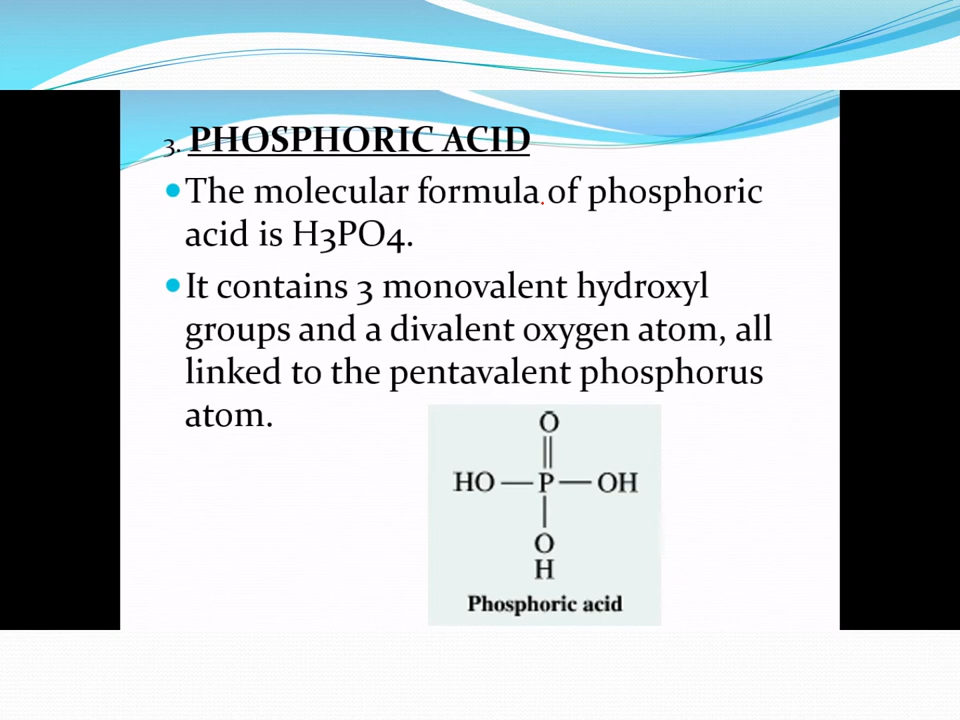 3. PHOSPHORIC ACID
The molecular formula.of phosphoric
acid is H3PO4.
It contains 3 monovalent hydroxyl
groups and a divalent oxygen atom, all
linked to the pentavalent phosphorus
atom.
O
HO — P — OH
O
H
Phosphoric acid